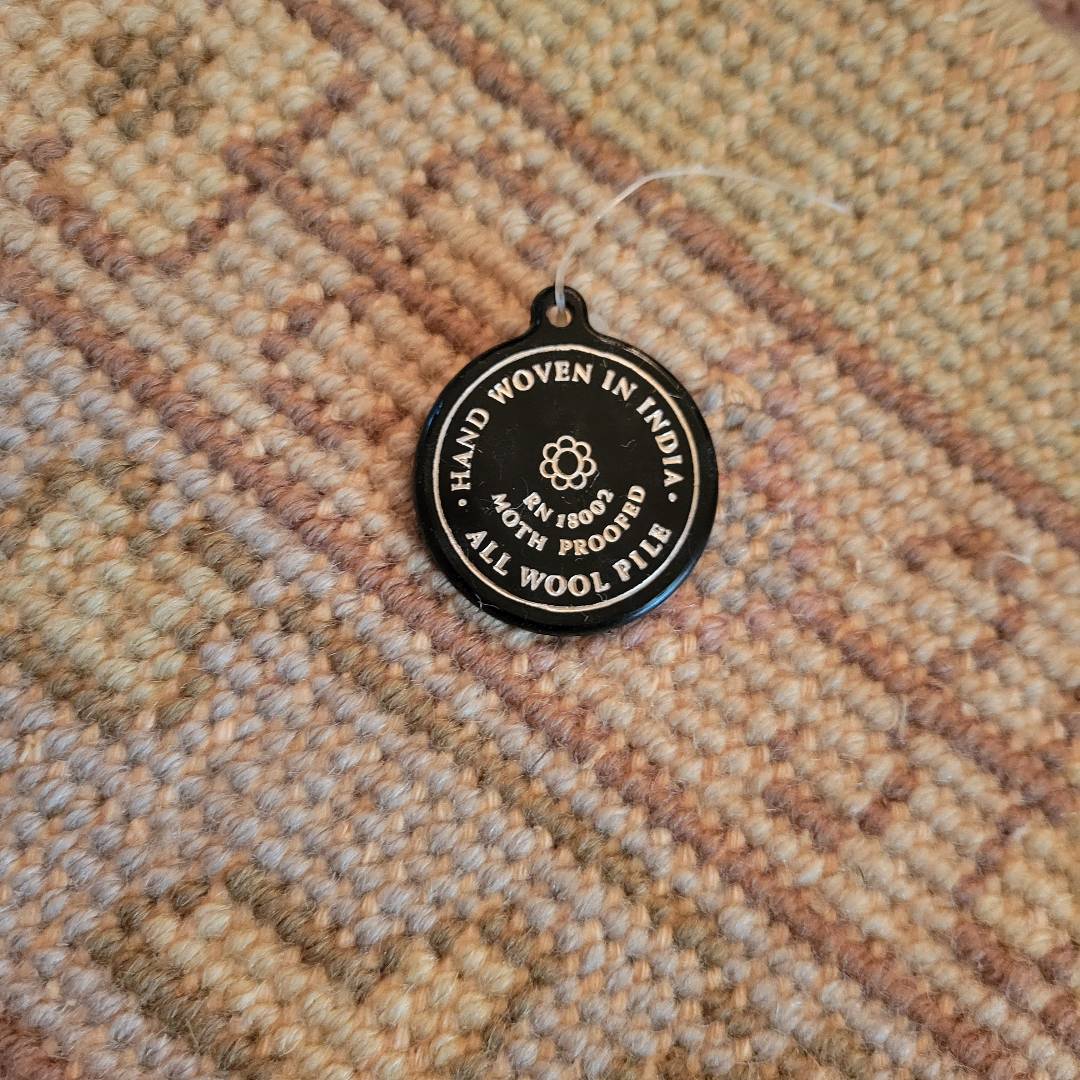 • HAND WOVEN IN INDIA •
RN 18002
MOTH PROOFED
ALL WOOL PILE